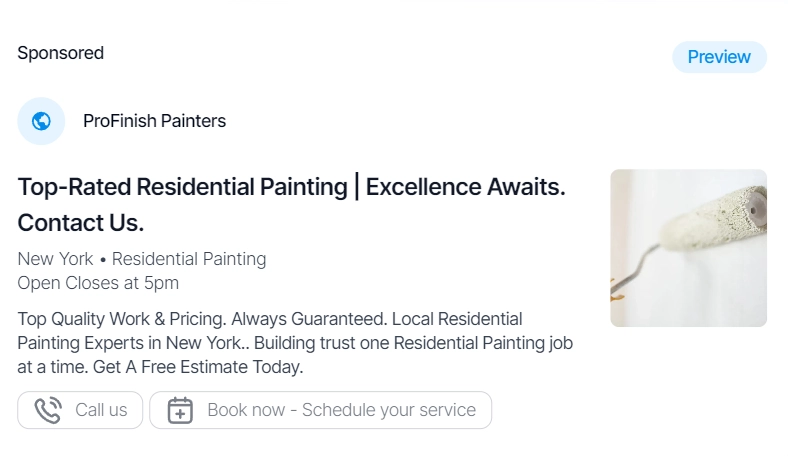 Sponsored
Preview
ProFinish Painters
Top-Rated Residential Painting | Excellence Awaits.
Contact Us.
New York • Residential Painting
Open Closes at 5pm
Top Quality Work & Pricing. Always Guaranteed. Local Residential
Painting Experts in New York.. Building trust one Residential Painting job
at a time. Get A Free Estimate Today.
Call us
Book now - Schedule your service